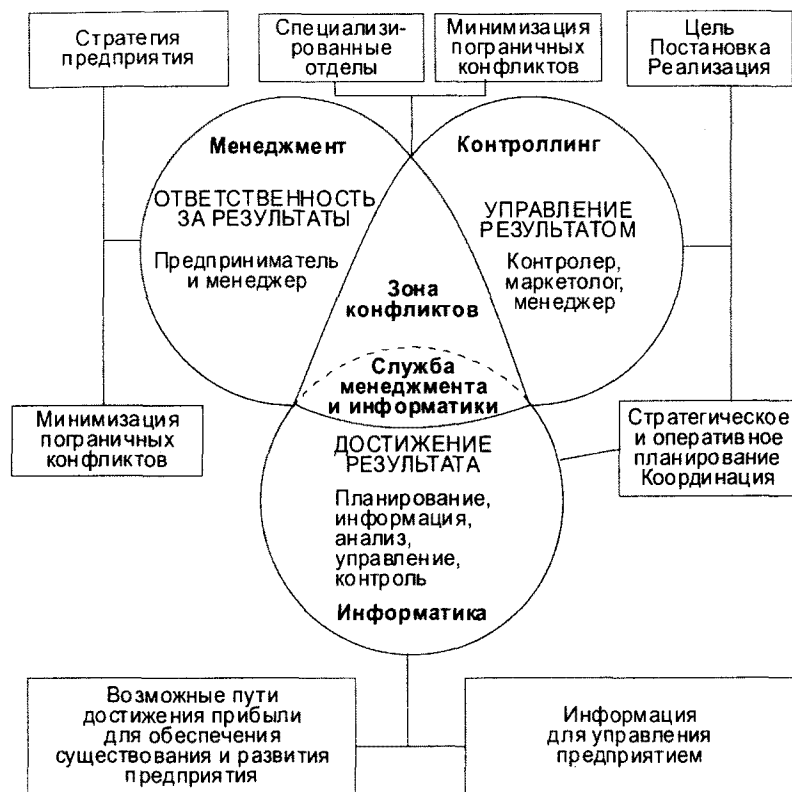 Стратегия
предприятия
Специализи-
рованные
отделы
Минимизация
пограничных
конфликтов
Цель
Постановка
Реализация
Менеджмент
ОТВЕТСТВЕННОСТЬ
ЗА РЕЗУЛЬТАТЫ
Предприниматель
и менеджер
Контроллинг
УПРАВЛЕНИЕ
РЕЗУЛЬТАТОМ
Контролер,
маркетолог,
менеджер
Зона
конфликтов
Служба
менеджмента
и информатики
Минимизация
пограничных
конфликтов
Стратегическое
и оперативное
планирование
Координация
ДОСТИЖЕНИЕ
РЕЗУЛЬТАТА
Планирование,
информация,
анализ,
управление,
контроль
Информатика
Возможные пути
достижения прибыли
для обеспечения
существования и развития
предприятия
Информация
для управления
предприятием